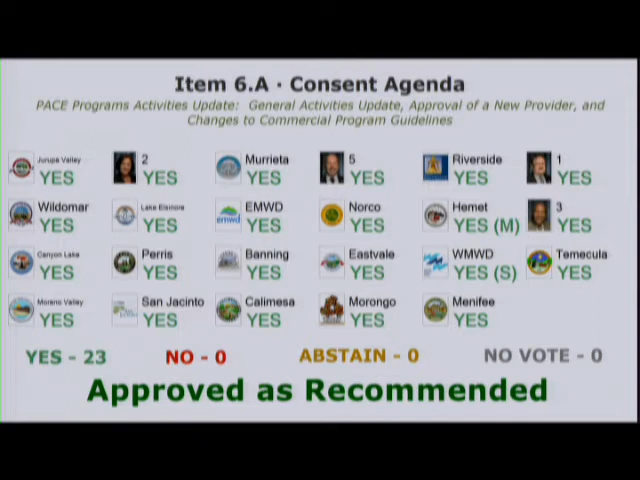 Item 6.A · Consent Agenda
PACE Programs Activities Update: General Activities Update, Approval of a New Provider, and
Changes to Commercial Program Guidelines
Jurupa Valley 2 Murrieta 5 Riverside 1
YES YES YES YES YES YES
Wildomar Lake Elsinore EMWD Norco Hemet 3
YES YES YES YES YES (M) YES
Canyon Lake Perris Banning Eastvale WMWD Temecula
YES YES YES YES YES (S) YES
Moreno Valley San Jacinto Calimesa Morongo Menifee
YES YES YES YES YES
YES - 23 NO - 0 ABSTAIN - 0 NO VOTE - 0
Approved as Recommended